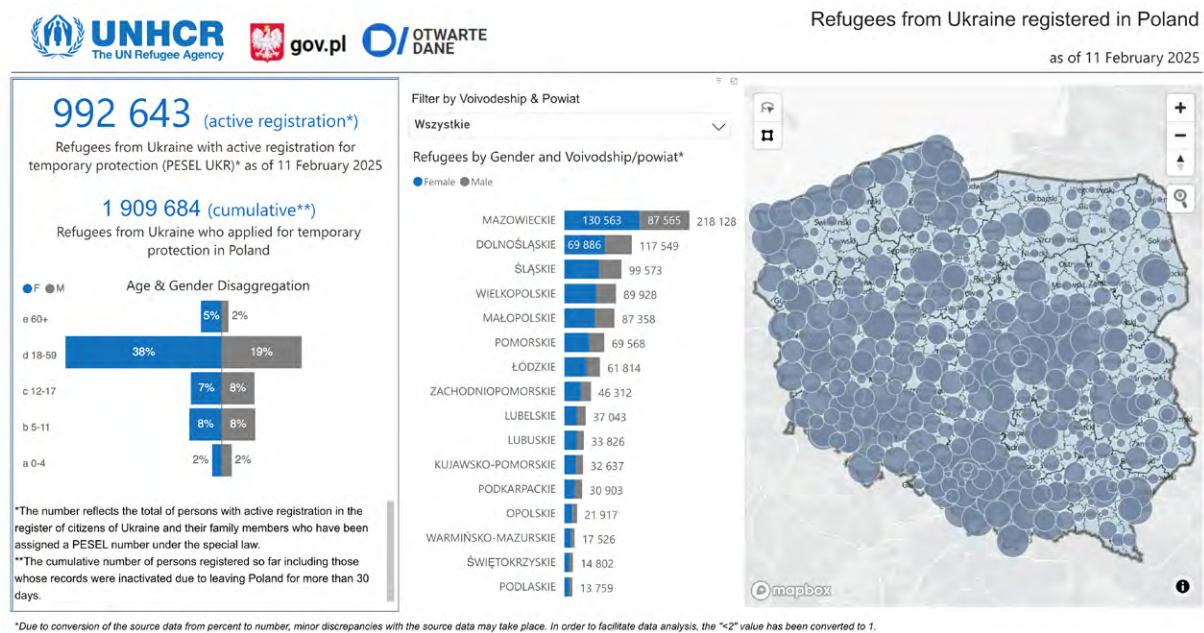 UNHCR
The UN Refugee Agency
gov.pl
OTWARTE
DANE
Refugees from Ukraine registered in Poland
as of 11 February 2025
992 643 (active registration*)
Refugees from Ukraine with active registration for
temporary protection (PESEL UKR)* as of 11 February 2025
1 909 684 (cumulative**)
Refugees from Ukraine who applied for temporary
protection in Poland
F M Age & Gender Disaggregation
e 60+ 5% 2%
d 18-59 38% 19%
c 12-17 7% 8%
b 5-11 8% 8%
a 0-4 2% 2%
*The number reflects the total of persons with active registration in the
register of citizens of Ukraine and their family members who have been
assigned a PESEL number under the special law.
**The cumulative number of persons registered so far including those
whose records were inactivated due to leaving Poland for more than 30
days.
Filter by Voivodeship & Powiat
Wszystkie
Refugees by Gender and Voivodship/powiat*
Female Male
MAZOWIECKIE 130 563 87 565 218 128
DOLNOŚLĄSKIE 69 886 117 549
ŚLĄSKIE 99 573
WIELKOPOLSKIE 89 928
MAŁOPOLSKIE 87 358
POMORSKIE 69 568
ŁÓDZKIE 61 814
ZACHODNIOPOMORSKIE 46 312
LUBELSKIE 37 043
LUBUSKIE 33 826
KUJAWSKO-POMORSKIE 32 637
PODKARPACKIE 30 903
OPOLSKIE 21 917
WARMIŃSKO-MAZURSKIE 17 526
ŚWIĘTOKRZYSKIE 14 802
PODLASKIE 13 759
mapbox
*Due to conversion of the source data from percent to number, minor discrepancies with the source data may take place. In order to facilitate data analysis, the "<2" value has been converted to 1.